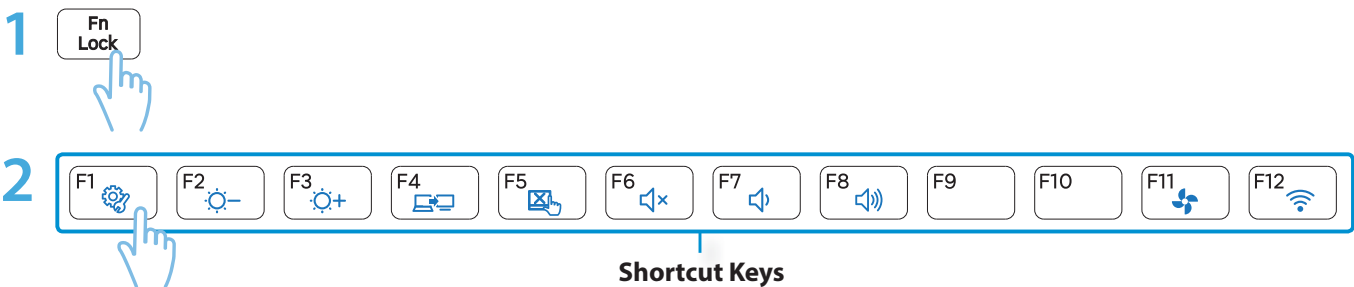 1
Fn
Lock
2
F1 F2 F3 F4 F5 F6 F7 F8 F9 F10 F11 F12
Shortcut Keys